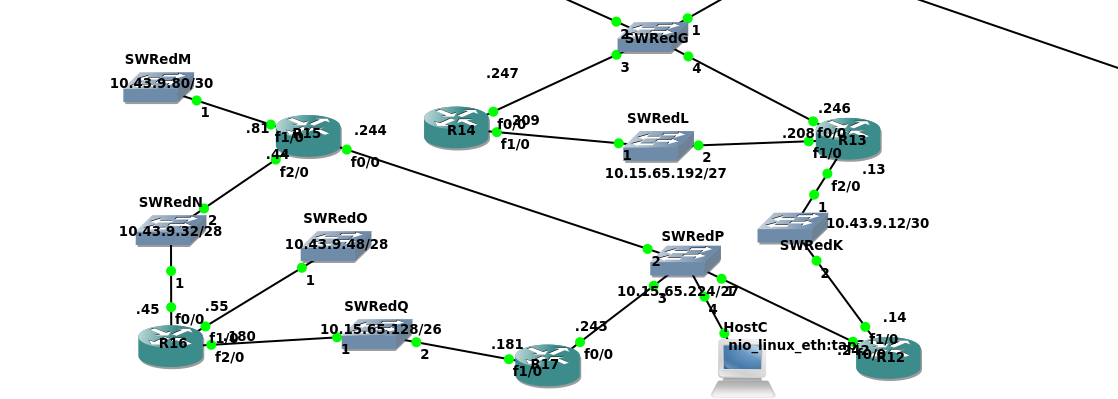 2
1
SWRedG
3
4
SWRedM
10.43.9.80/30
1
.247
.246
f0/0
.209
R14
f1/0
SWRedL
1
2
10.15.65.192/27
.208
f0/0
R13
f1/0
.13
f2/0
.81
R15
f1/0
.244
f0/0
.44
f2/0
SWRedN
2
10.43.9.32/28
1
SWRedO
10.43.9.48/28
1
1
10.43.9.12/30
SWRedK
2
SWRedP
2
10.15.65.224/27
1
3
4
.45
f0/0
.55
f1/0
.180
R16
f2/0
SWRedQ
10.15.65.128/26
1
2
.181
f1/0
R17
.243
f0/0
HostC
nio_linux_eth:tap
.14
f1/0
.242
f0/0
R12